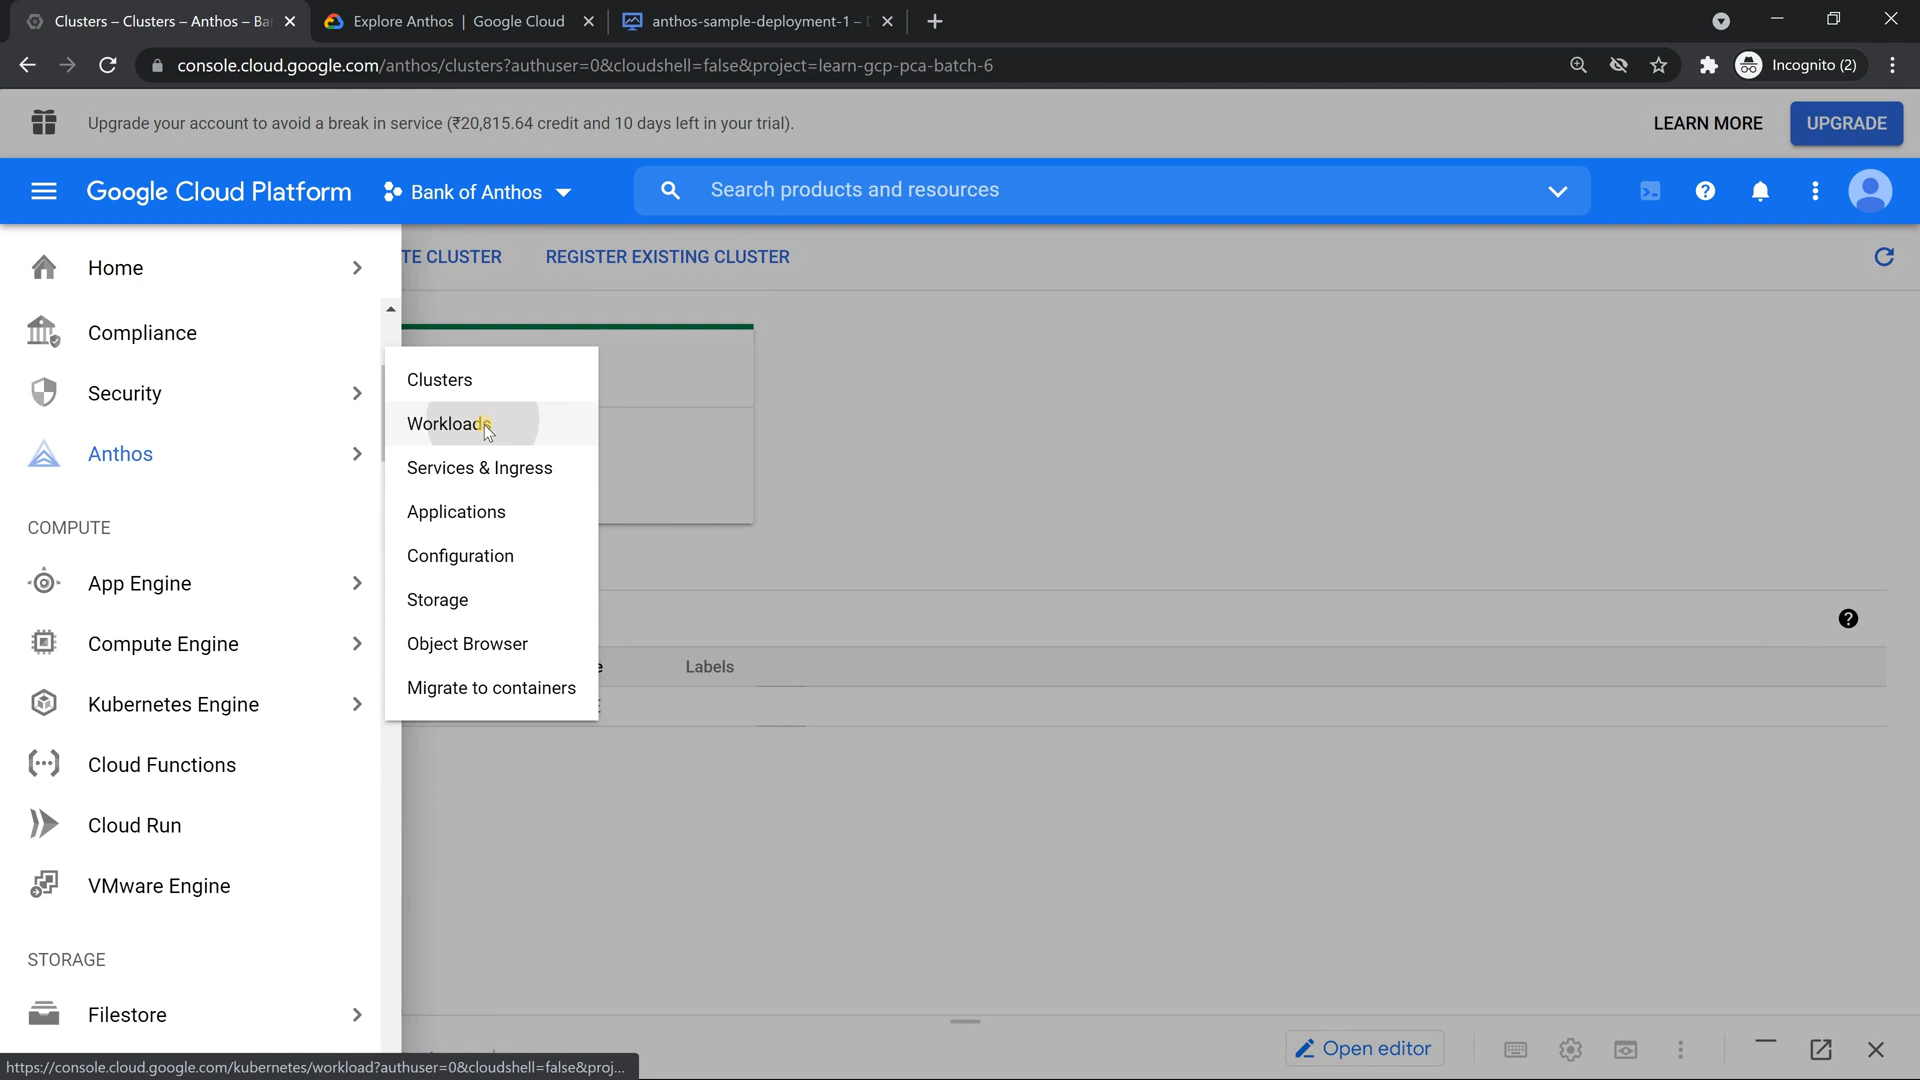 Clusters – Clusters – Anthos – Ba
Explore Anthos | Google Cloud
anthos-sample-deployment-1 –
console.cloud.google.com/anthos/clusters?authuser=0&cloudshell=false&project=learn-gcp-pca-batch-6
Incognito (2)
Upgrade your account to avoid a break in service (₹20,815.64 credit and 10 days left in your trial).
LEARN MORE
UPGRADE
Google Cloud Platform
Bank of Anthos
Search products and resources
Home
TE CLUSTER
REGISTER EXISTING CLUSTER
Compliance
Security
Anthos
Clusters
Workloads
Services & Ingress
Applications
Configuration
Storage
Object Browser
Migrate to containers
COMPUTE
App Engine
Compute Engine
Kubernetes Engine
Cloud Functions
Cloud Run
VMware Engine
STORAGE
Filestore
Labels
Open editor
https://console.cloud.google.com/kubernetes/workload?authuser=0&cloudshell=false&proj...